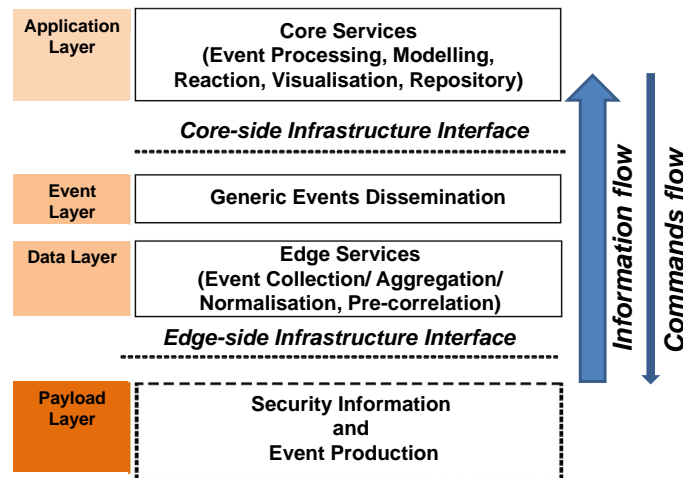 Application
Layer
Core Services
(Event Processing, Modelling,
Reaction, Visualisation, Repository)
Core-side Infrastructure Interface
Event
Layer
Generic Events Dissemination
Data Layer
Edge Services
(Event Collection/ Aggregation/
Normalisation, Pre-correlation)
Edge-side Infrastructure Interface
Payload
Layer
Security Information
and
Event Production
Information flow
Commands flow